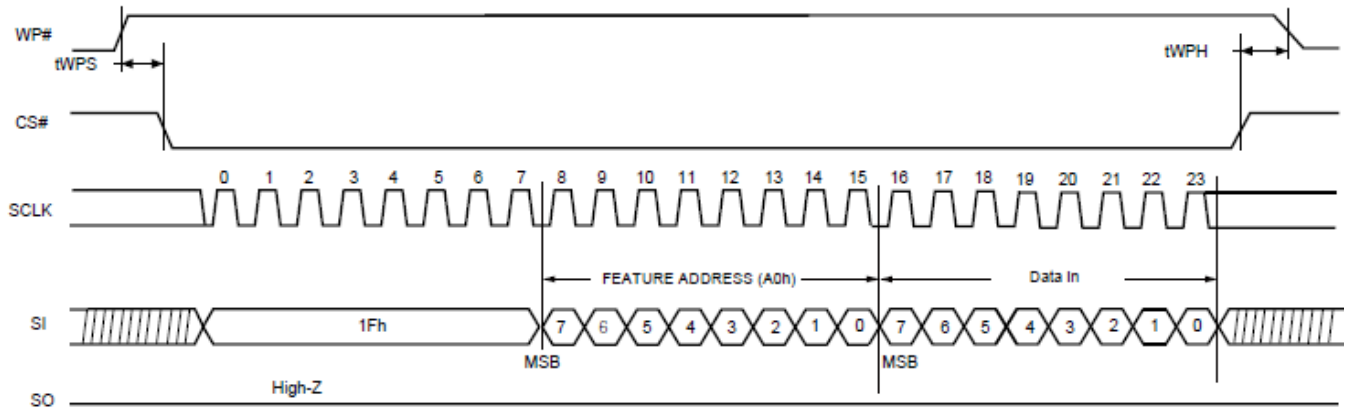 WP#
tWPS
tWPH
CS#
0 1 2 3 4 5 6 7 8 9 10 11 12 13 14 15 16 17 18 19 20 21 22 23
SCLK
FEATURE ADDRESS (A0h)
Data In
SI
1Fh
7 6 5 4 3 2 1 0 7 6 5 4 3 2 1 0
MSB
MSB
High-Z
SO